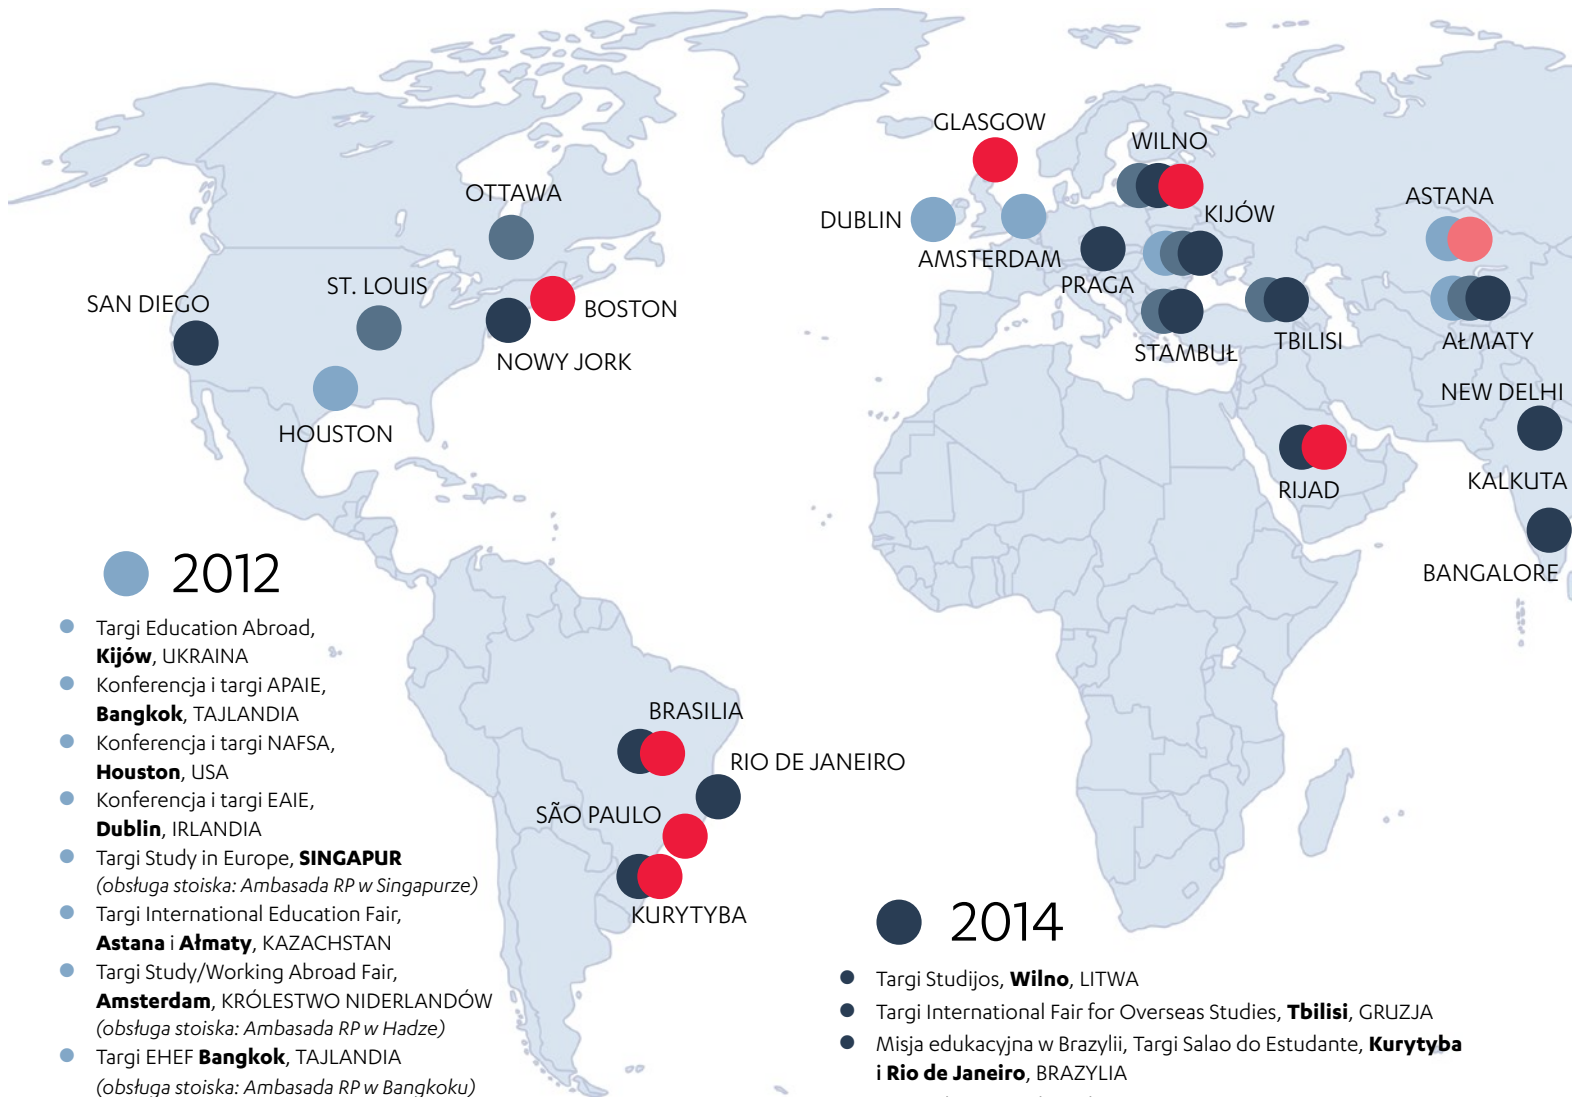 GLASGOW
WILNO
OTTAWA
ASTANA
DUBLIN
KIJÓW
AMSTERDAM
PRAGA
ST. LOUIS
SAN DIEGO
BOSTON
NOWY JORK
STAMBUŁ
TBILISI
AŁMATY
HOUSTON
NEW DELHI
RIJAD
KALKUTA
BANGALORE
BRASILIA
RIO DE JANEIRO
SÃO PAULO
KURYTYBA
2012
Targi Education Abroad,
Kijów, UKRAINA
Konferencja i targi APAIE,
Bangkok, TAJLANDIA
Konferencja i targi NAFSA,
Houston, USA
Konferencja i targi EAIE,
Dublin, IRLANDIA
Targi Study in Europe, SINGAPUR
(obsługa stoiska: Ambasada RP w Singapurze)
Targi International Education Fair,
Astana i Ałmaty, KAZACHSTAN
Targi Study/Working Abroad Fair,
Amsterdam, KRÓLESTWO NIDERLANDÓW
(obsługa stoiska: Ambasada RP w Hadze)
Targi EHEF Bangkok, TAJLANDIA
(obsługa stoiska: Ambasada RP w Bangkoku)
2014
Targi Studijos, Wilno, LITWA
Targi International Fair for Overseas Studies, Tbilisi, GRUZJA
Misja edukacyjna w Brazylii, Targi Salao do Estudante, Kurytyba
i Rio de Janeiro, BRAZYLIA